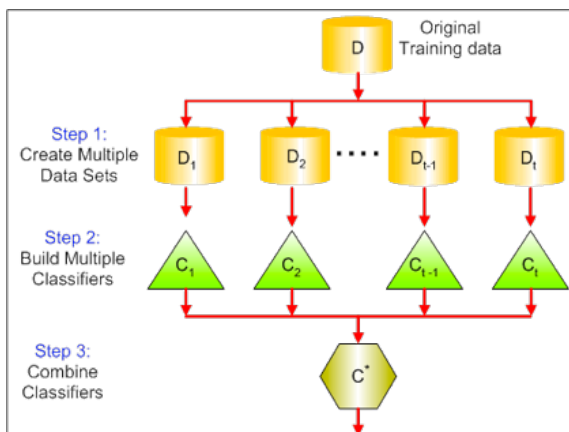 Original
Training data
D
Step 1:
Create Multiple
Data Sets
D₁
D₂
....
Dₜ₋₁
Dₜ
Step 2:
Build Multiple
Classifiers
C₁
C₂
Cₜ₋₁
Cₜ
Step 3:
Combine
Classifiers
C*